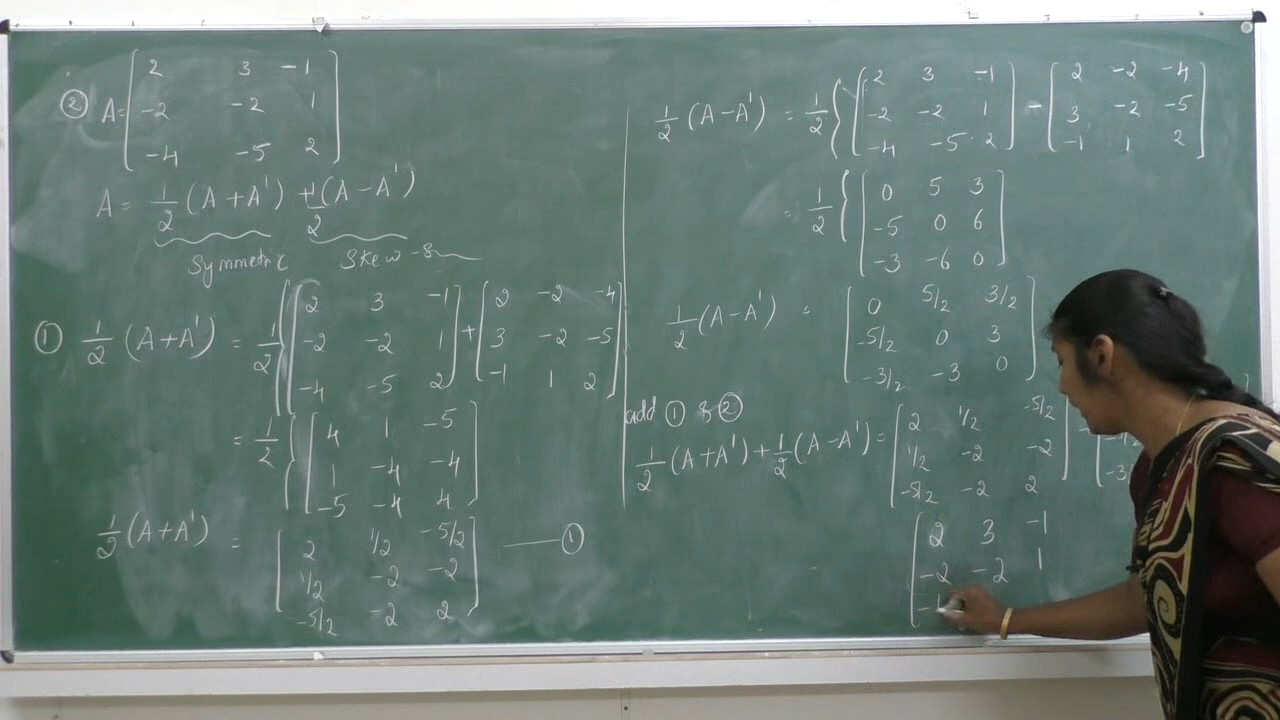 ② A = [ 2 3 -1
-2 -2 1
-4 -5 2 ]
A = 1/2 (A + A') + 1/2 (A - A')
Symmetric Skew-S
① 1/2 (A+A') = 1/2 { [ 2 3 -1 ] + [ 2 -2 -4 ]
-2 -2 1 3 -2 -5
-4 -5 2 -1 1 2
= 1/2 { [ 4 1 -5
1 -4 -4
-5 -4 4 ]
1/2 (A+A') = [ 2 1/2 -5/2
1/2 -2 -2
-5/2 -2 2 ] —— ①
1/2 (A - A') = 1/2 { [ 2 3 -1 ] - [ 2 -2 -4 ]
-2 -2 1 3 -2 -5
-4 -5 2 -1 1 2
= 1/2 { [ 0 5 3
-5 0 6
-3 -6 0 ]
1/2 (A - A') = [ 0 5/2 3/2
-5/2 0 3
-3/2 -3 0 ]
add ① & ②
1/2 (A+A') + 1/2 (A-A') = [ 2 1/2 -5/2
1/2 -2 -2
-5/2 -2 2 ]
[ 2 3 -1
-2 -2 1